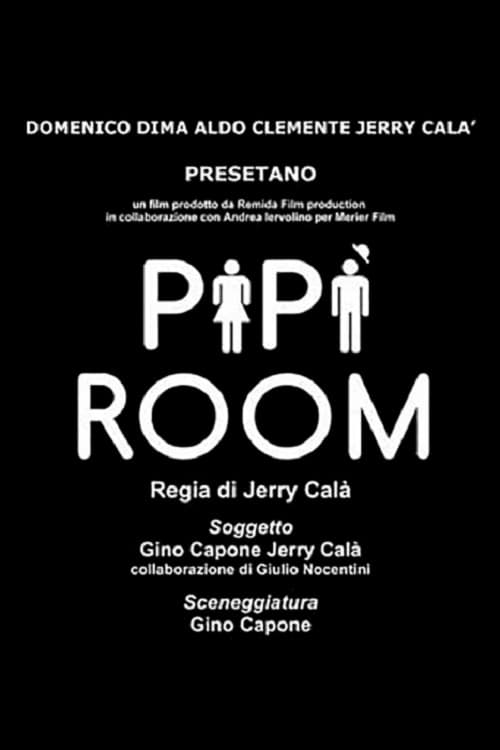 DOMENICO DIMA ALDO CLEMENTE JERRY CALA'
PRESETANO
un film prodotto da Remida Film production
in collaborazione con Andrea Iervolino per Merier Film
PiPì
ROOM
Regia di Jerry Calà
Soggetto
Gino Capone Jerry Calà
collaborazione di Giulio Nocentini
Sceneggiatura
Gino Capone